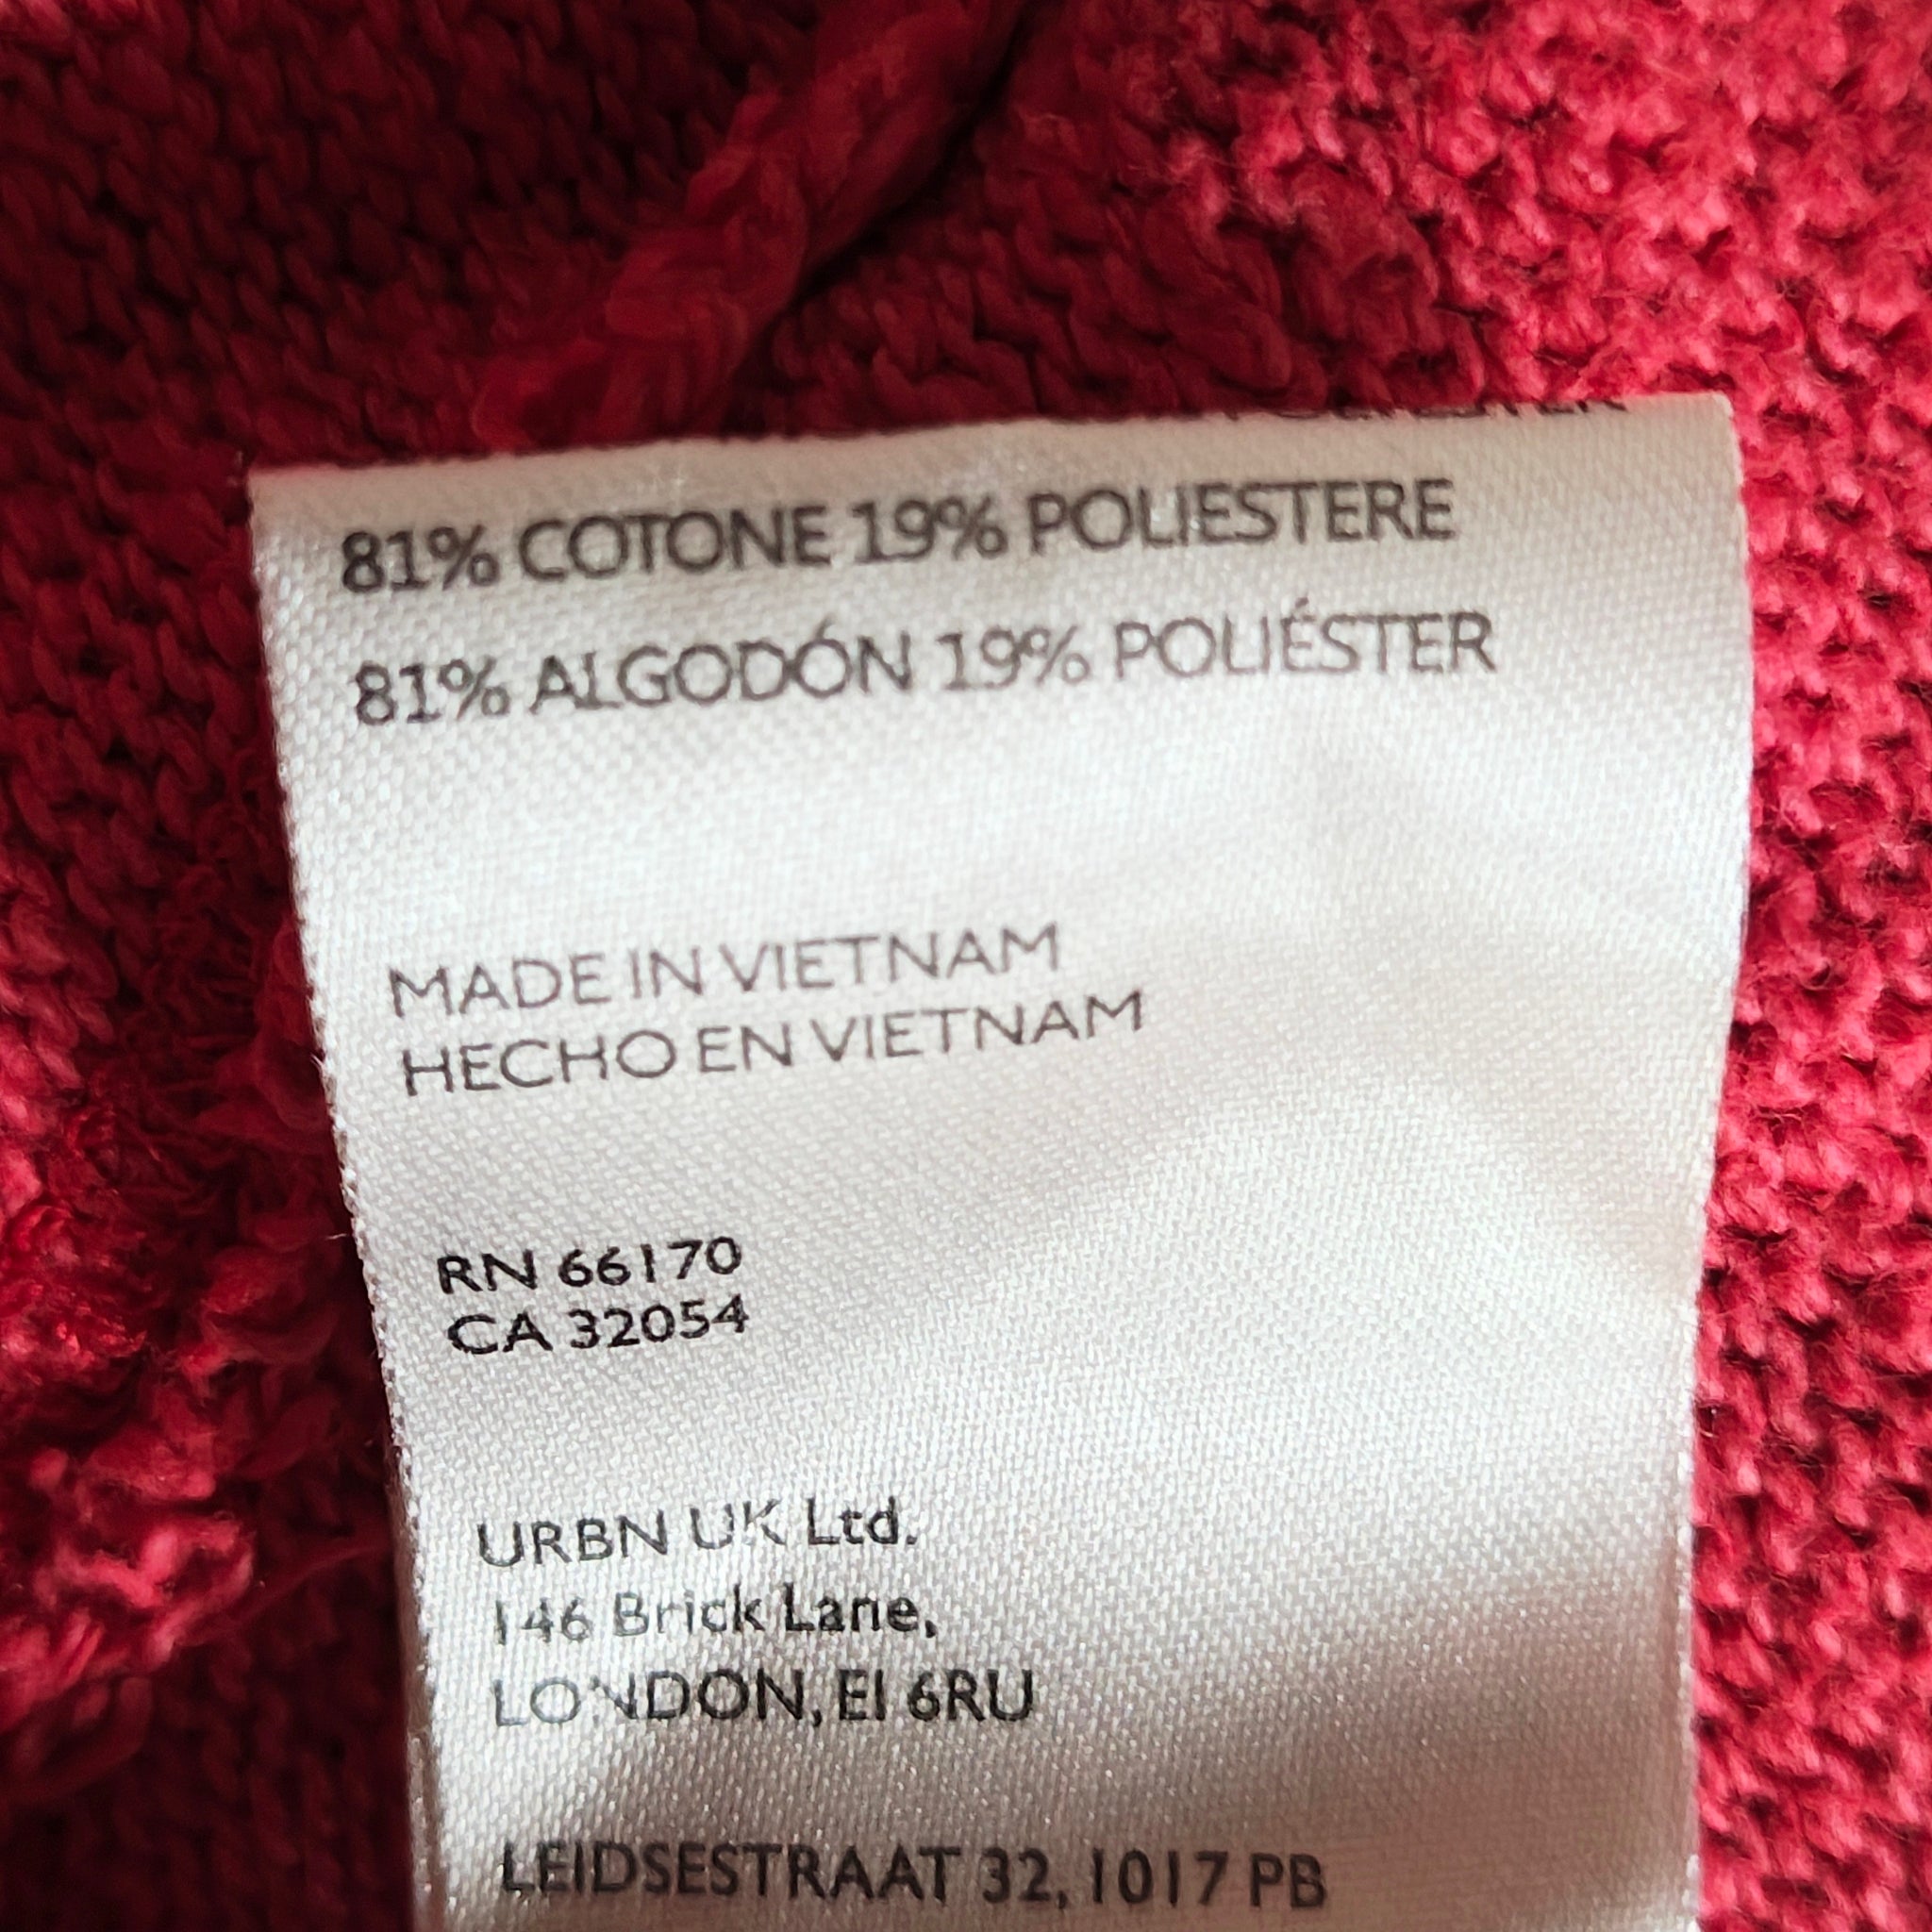 81% COTONE 19% POLIESTERE
81% ALGODÓN 19% POLIÉSTER
MADE IN VIETNAM
HECHO EN VIETNAM
RN 66170
CA 32054
URBN UK Ltd.
146 Brick Lane,
LONDON, E1 6RU
LEIDSESTRAAT 32, 1017 PB